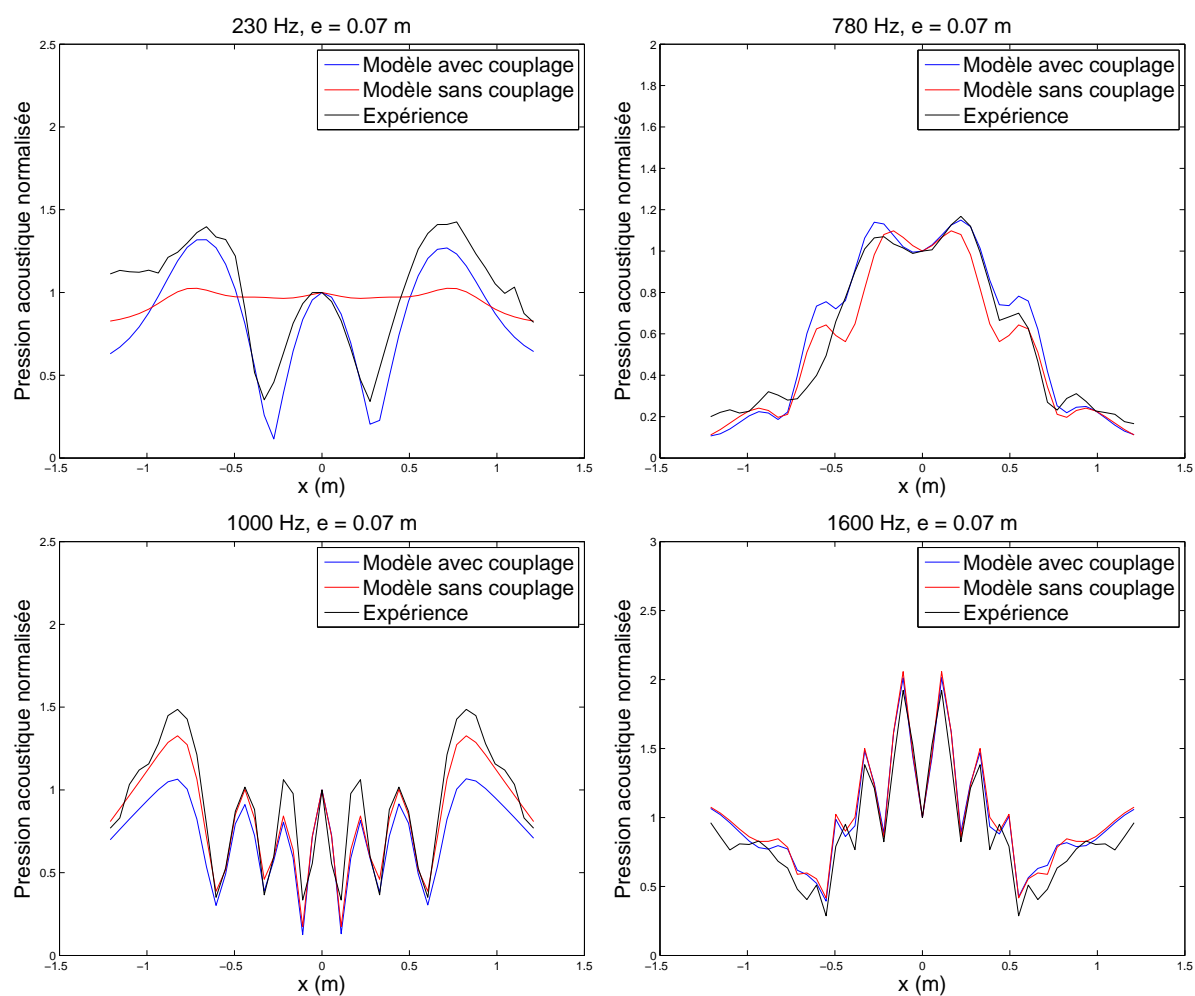 230 Hz, e = 0.07 m
2.5
2
1.5
1
0.5
0
−1.5
−1
−0.5
0
0.5
1
1.5
Pression acoustique normalisée
x (m)
Modèle avec couplage
Modèle sans couplage
Expérience
780 Hz, e = 0.07 m
2
1.8
1.6
1.4
1.2
1
0.8
0.6
0.4
0.2
0
−1.5
−1
−0.5
0
0.5
1
1.5
Pression acoustique normalisée
x (m)
Modèle avec couplage
Modèle sans couplage
Expérience
1000 Hz, e = 0.07 m
2.5
2
1.5
1
0.5
0
−1.5
−1
−0.5
0
0.5
1
1.5
Pression acoustique normalisée
x (m)
Modèle avec couplage
Modèle sans couplage
Expérience
1600 Hz, e = 0.07 m
3
2.5
2
1.5
1
0.5
0
−1.5
−1
−0.5
0
0.5
1
1.5
Pression acoustique normalisée
x (m)
Modèle avec couplage
Modèle sans couplage
Expérience